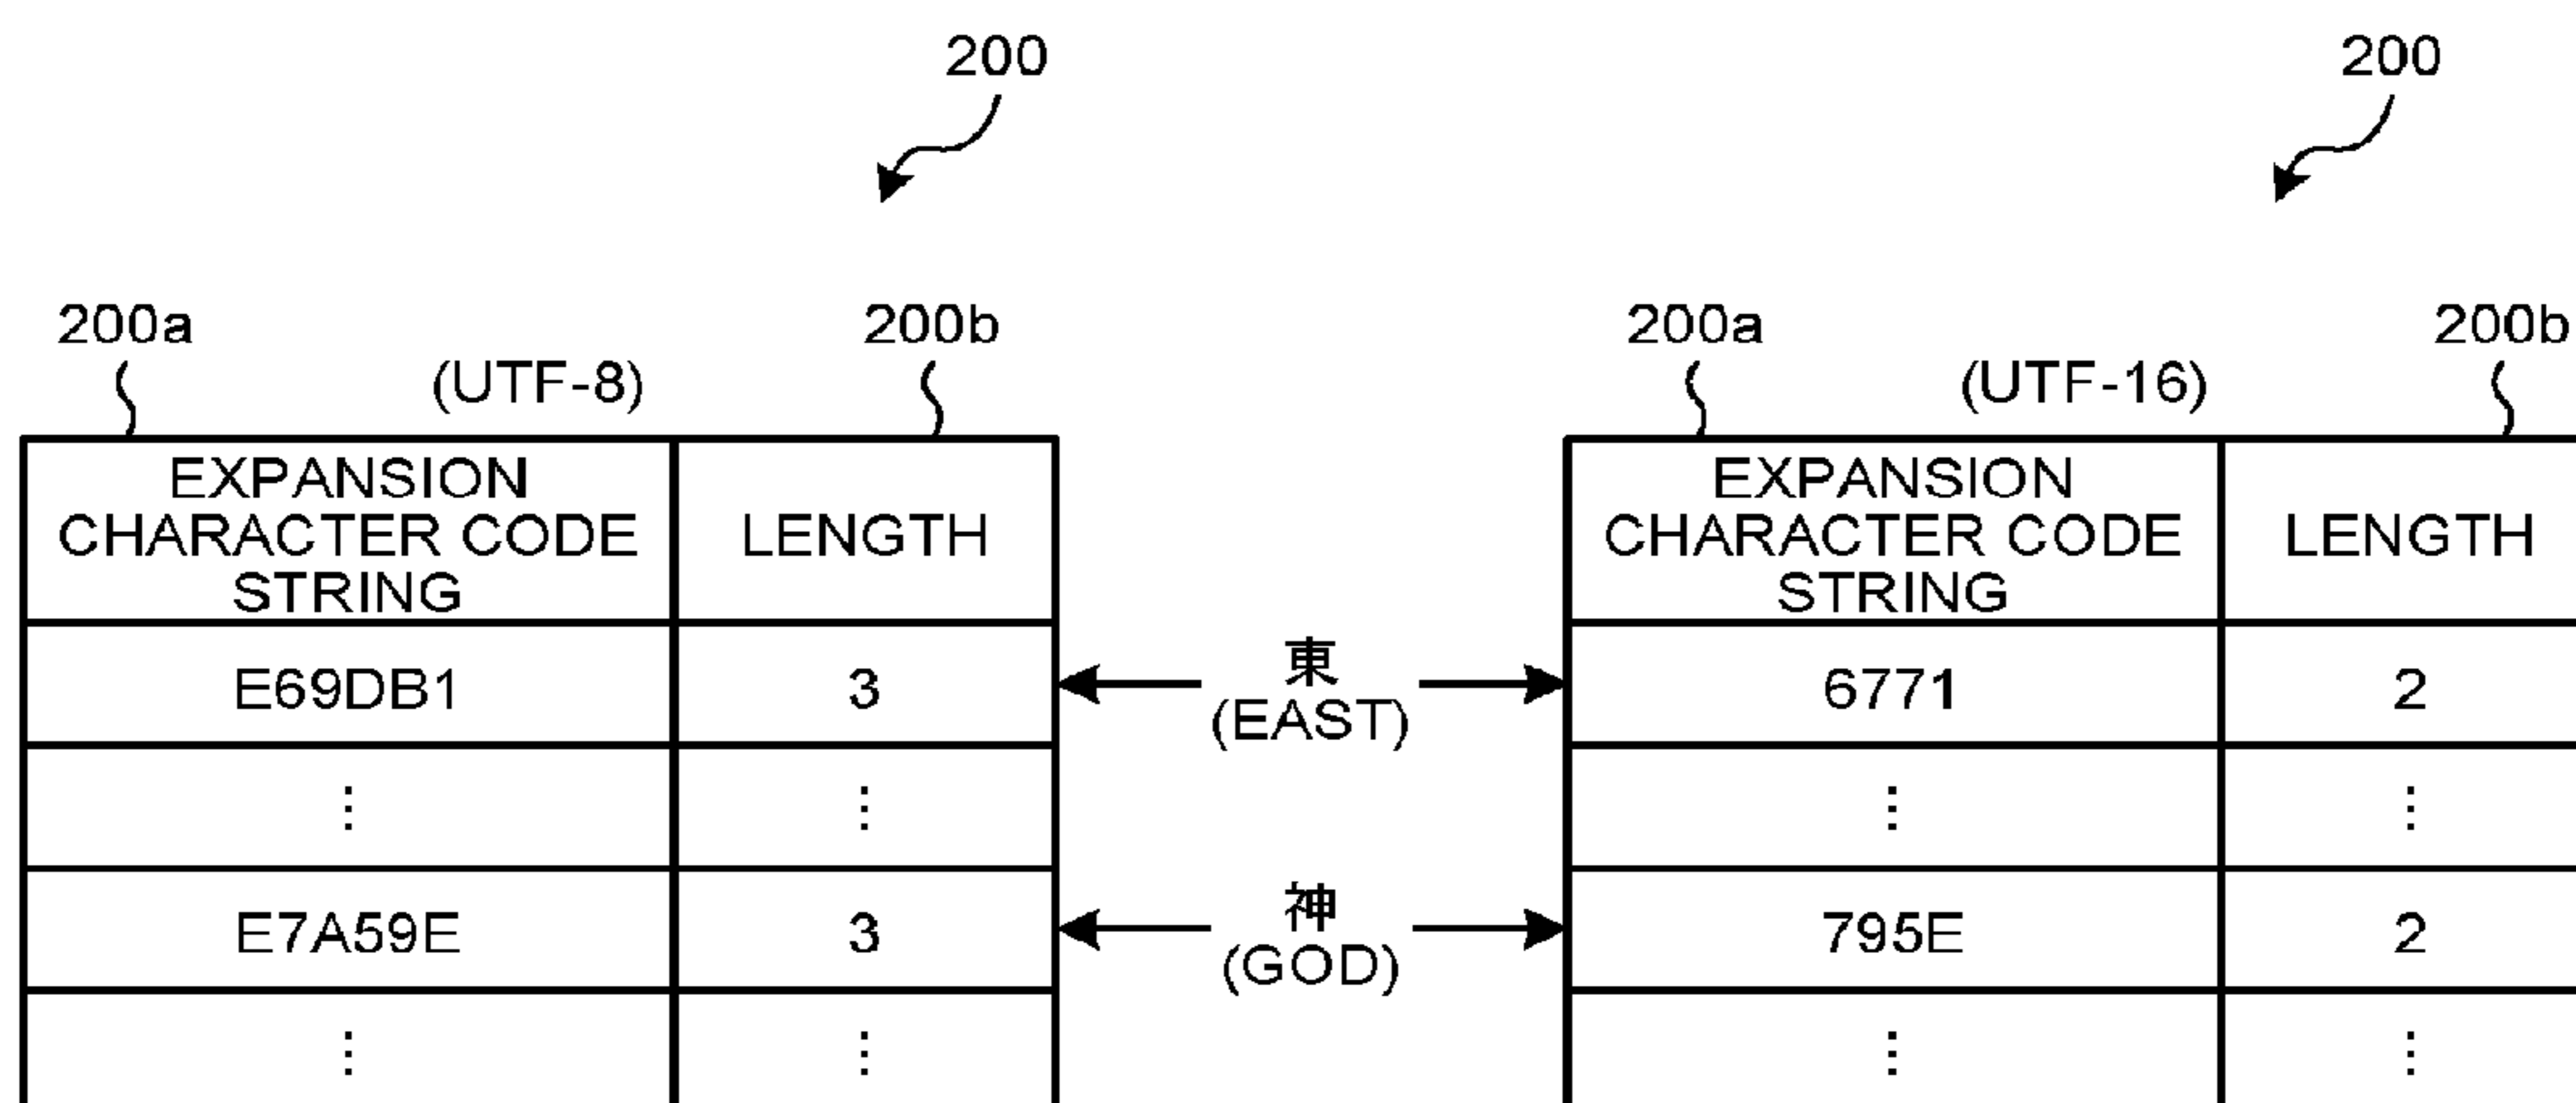 200
200
200a
200b
200a
200b
(UTF-8)
(UTF-16)
EXPANSION
CHARACTER CODE
STRING
LENGTH
EXPANSION
CHARACTER CODE
STRING
LENGTH
E69DB1
3
東
(EAST)
6771
2
⋮
⋮
⋮
⋮
E7A59E
3
神
(GOD)
795E
2
⋮
⋮
⋮
⋮